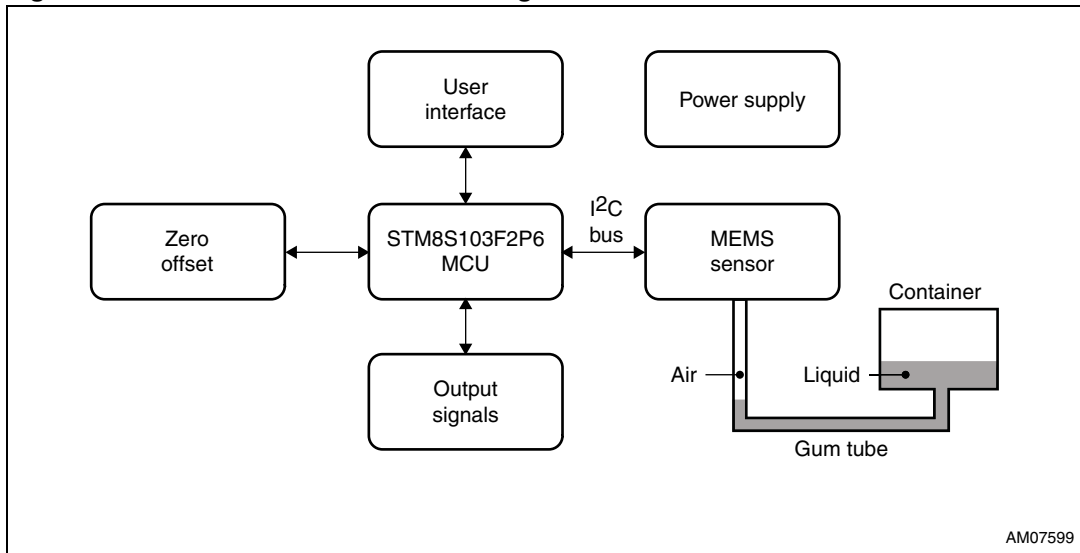 User
interface
Power supply
Zero
offset
STM8S103F2P6
MCU
I2C
bus
MEMS
sensor
Container
Air
Liquid
Output
signals
Gum tube
AM07599